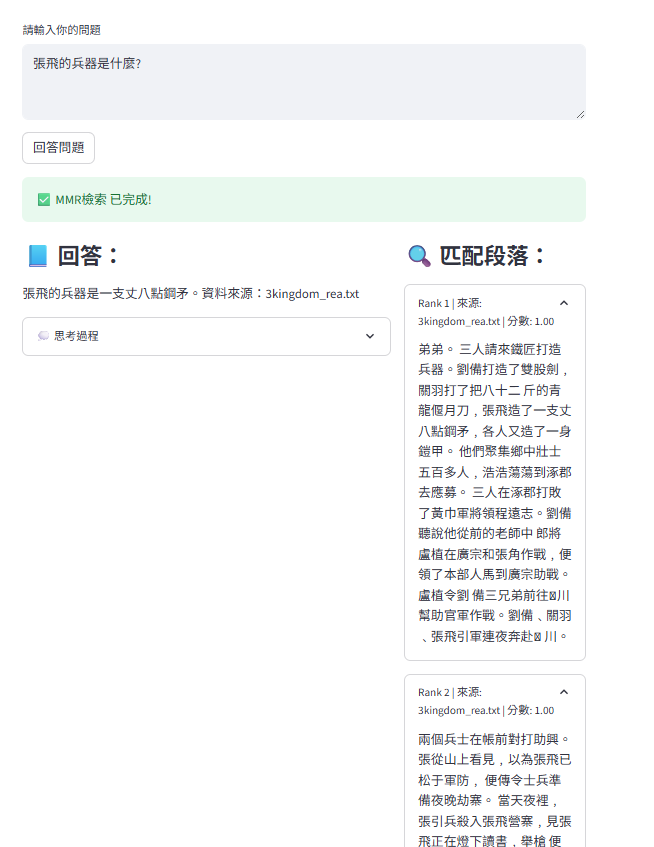 請輸入你的問題
張飛的兵器是什麼?
回答問題
✅ MMR檢索 已完成!
📘 回答：
張飛的兵器是一支丈八點鋼矛。資料來源：3kingdom_rea.txt
💭 思考過程
🔍 匹配段落：
Rank 1 | 來源:
3kingdom_rea.txt | 分數: 1.00
弟弟。 三人請來鐵匠打造
兵器。劉備打造了雙股劍，
關羽打了把八十二 斤的青
龍偃月刀，張飛造了一支丈
八點鋼矛，各人又造了一身
鎧甲。 他們聚集鄉中壯士
五百多人，浩浩蕩蕩到涿郡
去應募。 三人在涿郡打敗
了黃巾軍將領程遠志。劉備
聽說他從前的老師中 郎將
盧植在廣宗和張角作戰，便
領了本部人馬到廣宗助戰。
盧植令劉 備三兄弟前往川
幫助官軍作戰。劉備、關羽
、張飛引軍連夜奔赴 川。
Rank 2 | 來源:
3kingdom_rea.txt | 分數: 1.00
兩個兵士在帳前對打助興。
張從山上看見，以為張飛已
松于軍防， 便傳令士兵準
備夜晚劫寨。 當天夜裡，
張引兵殺入張飛營寨，見張
飛正在燈下讀書，舉槍 便